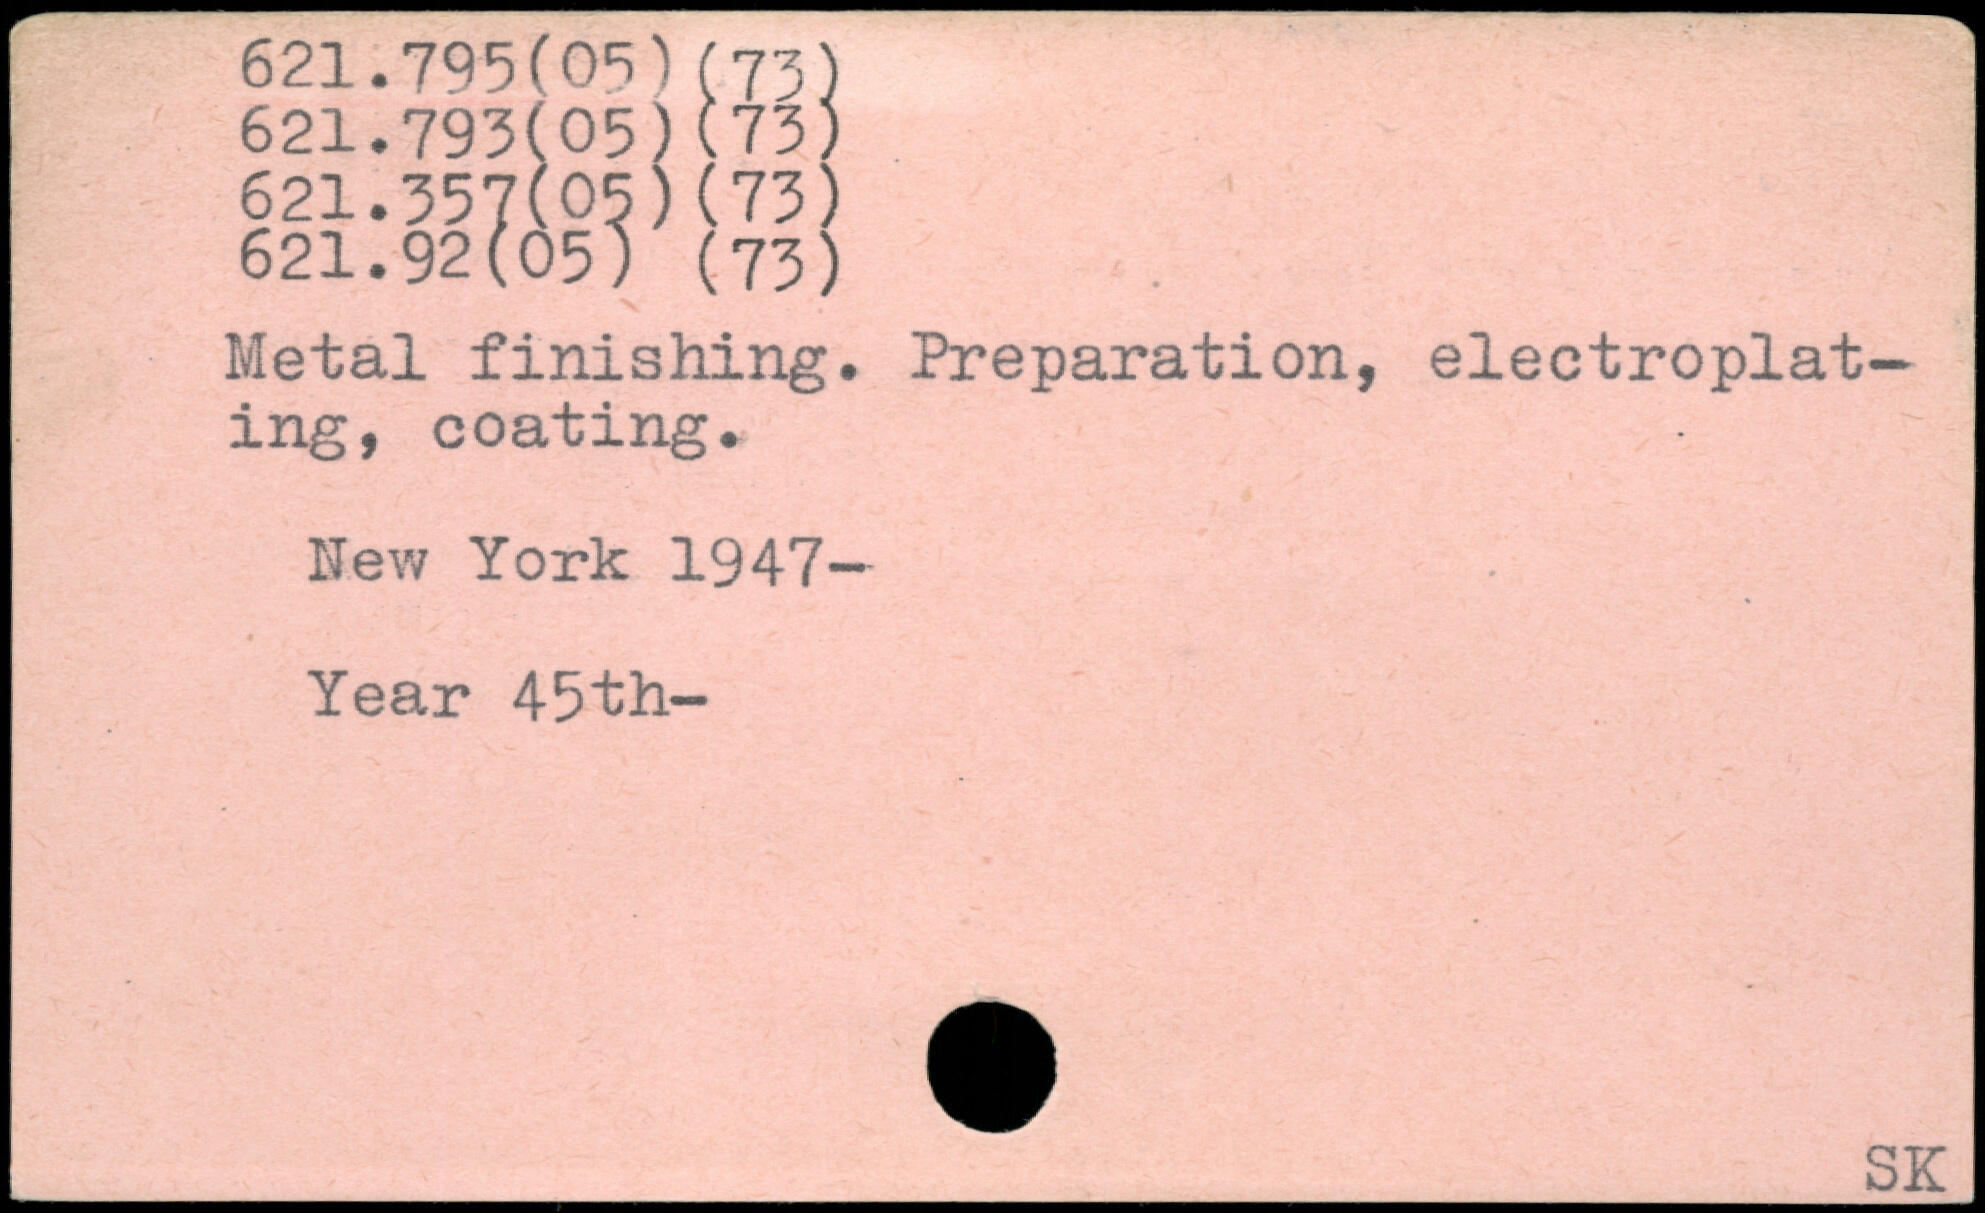 621.795(05)(73)
621.793(05)(73)
621.357(05)(73)
621.92(05) (73)
Metal finishing. Preparation, electroplat-
ing, coating.
New York 1947-
Year 45th-
SK